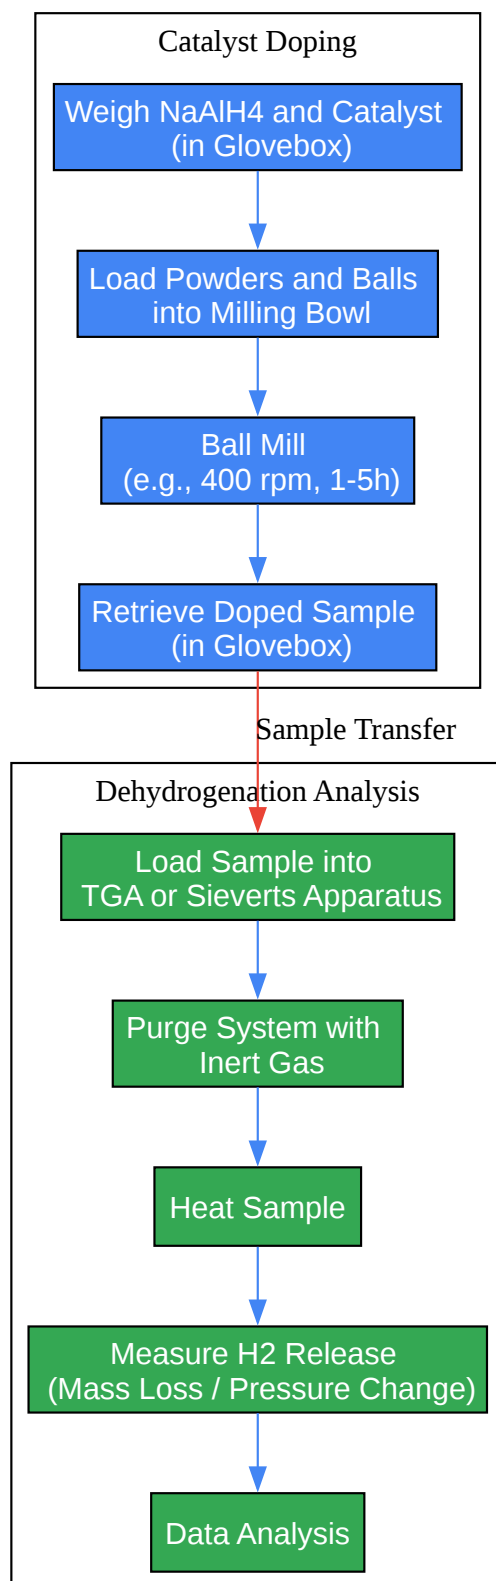 Catalyst Doping
Weigh NaAlH4 and Catalyst
(in Glovebox)
Load Powders and Balls
into Milling Bowl
Ball Mill
(e.g., 400 rpm, 1-5h)
Retrieve Doped Sample
(in Glovebox)
Sample Transfer
Dehydrogenation Analysis
Load Sample into
TGA or Sieverts Apparatus
Purge System with
Inert Gas
Heat Sample
Measure H2 Release
(Mass Loss / Pressure Change)
Data Analysis